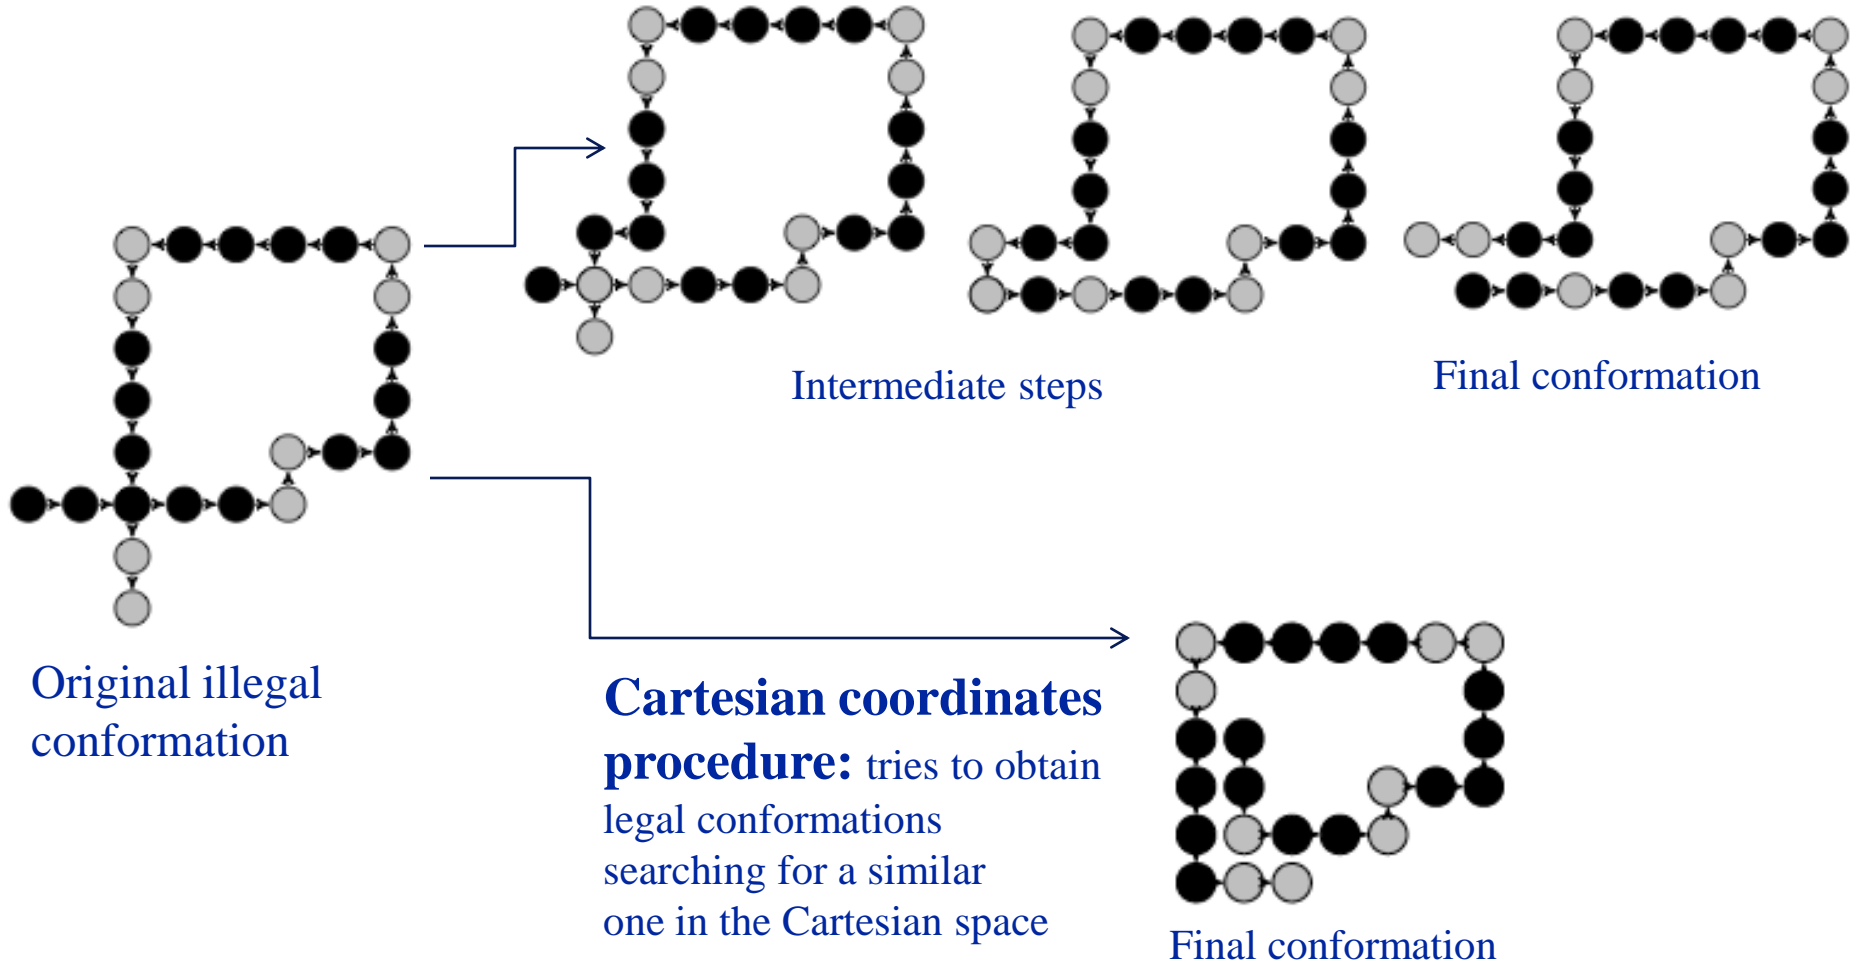 Intermediate steps
Final conformation
Original illegal
conformation
Cartesian coordinates
procedure: tries to obtain
legal conformations
searching for a similar
one in the Cartesian space
Final conformation